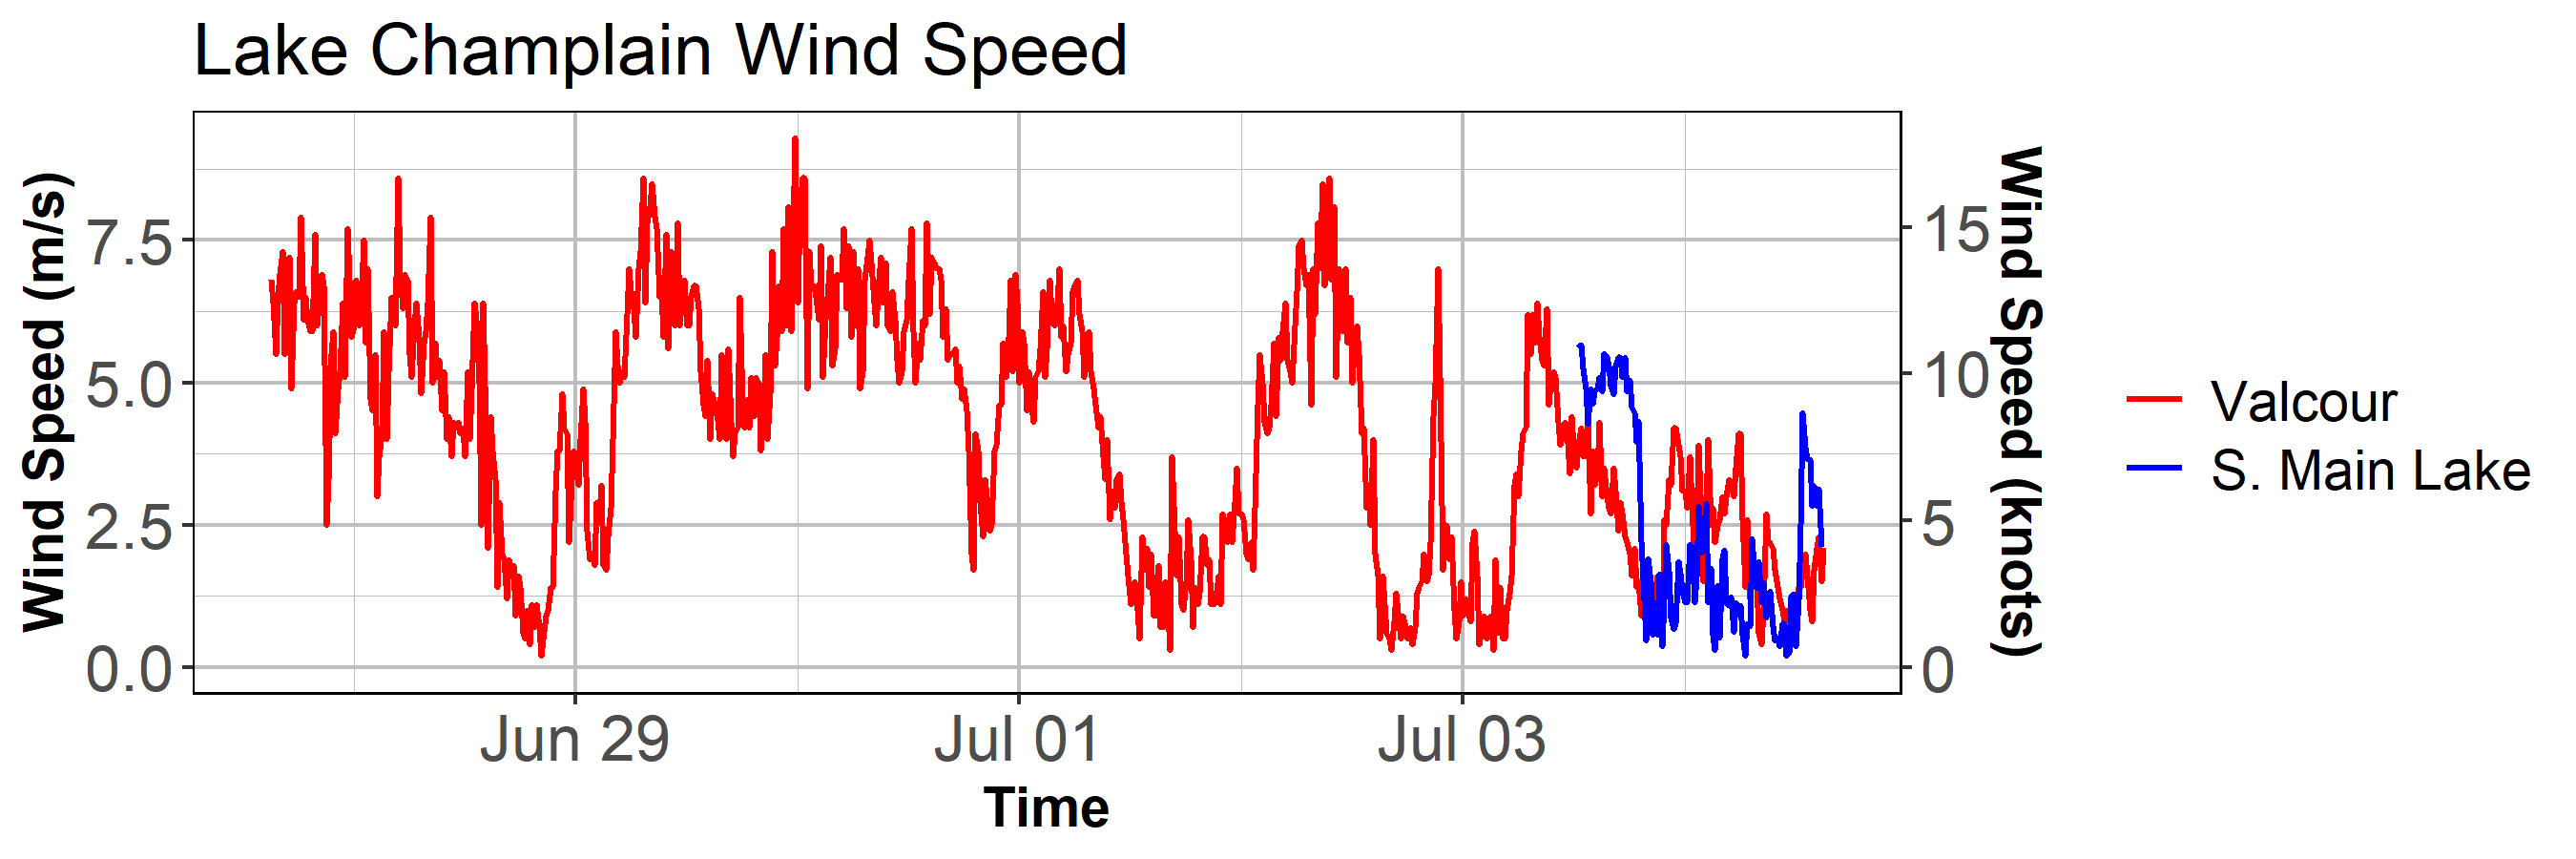 Lake Champlain Wind Speed
Wind Speed (m/s)
7.5
5.0
2.5
0.0
15
10
5
0
Wind Speed (knots)
Jun 29
Jul 01
Jul 03
Time
Valcour
S. Main Lake